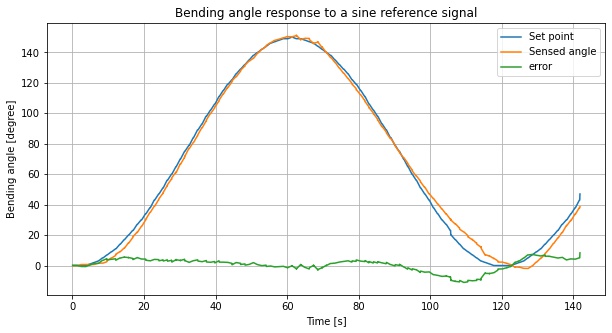 Bending angle response to a sine reference signal
Set point
Sensed angle
error
Bending angle [degree]
140
120
100
80
60
40
20
0
0 20 40 60 80 100 120 140
Time [s]